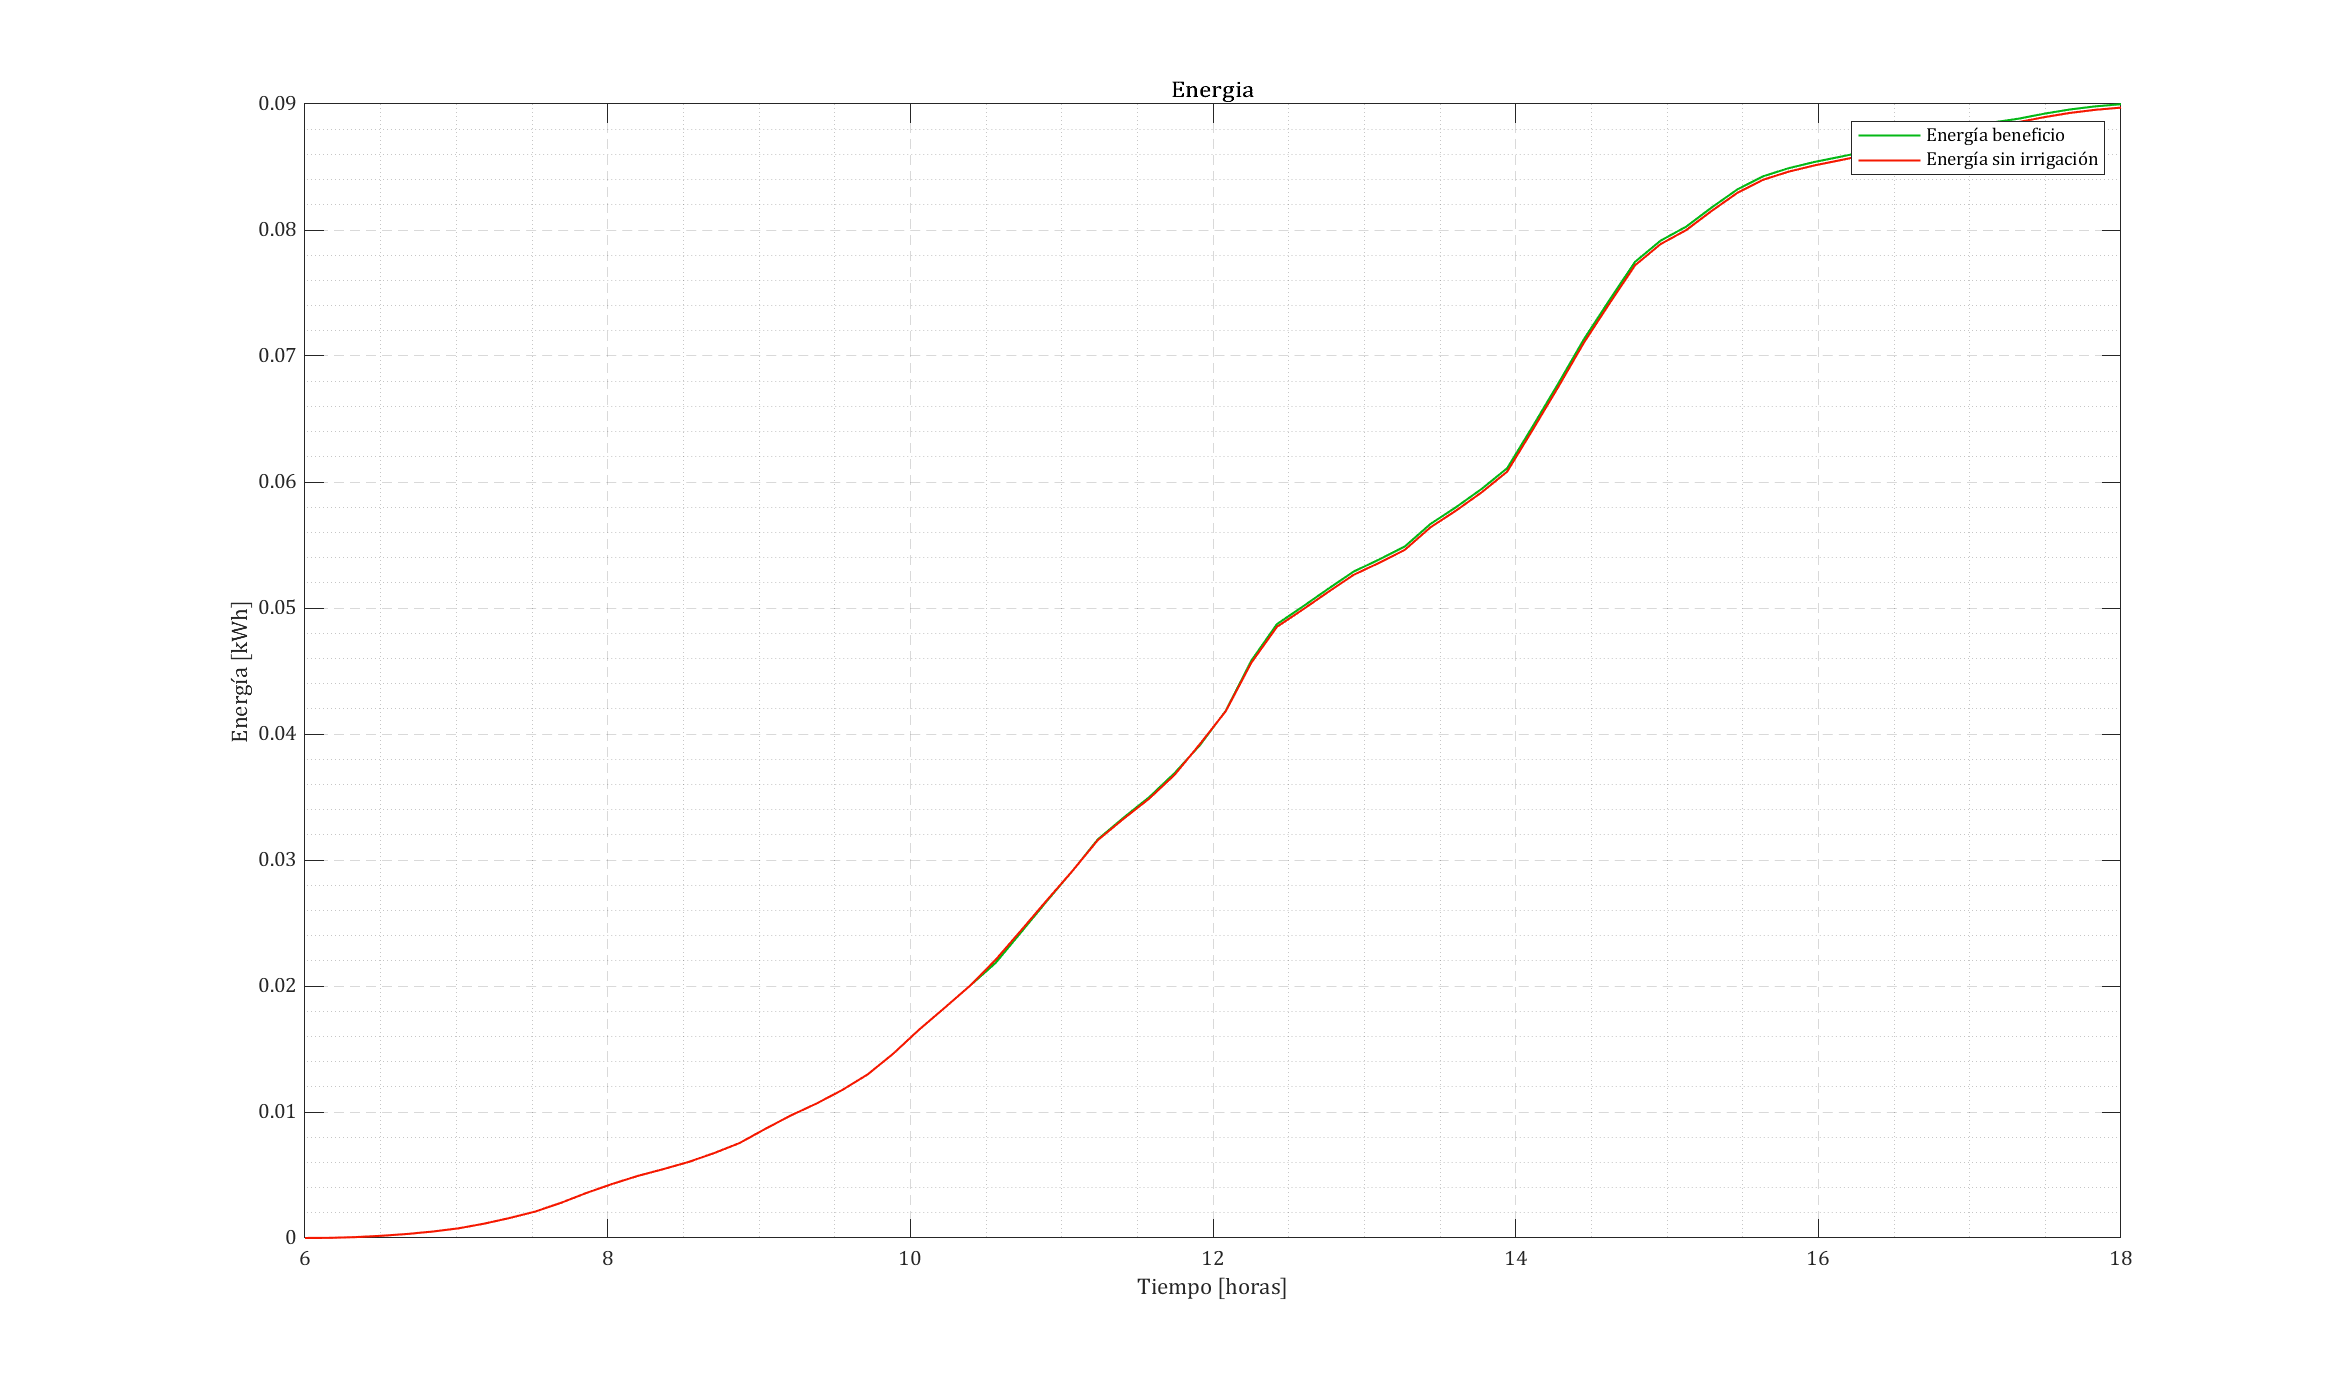 Energia
0.09
0.08
0.07
0.06
0.05
0.04
0.03
0.02
0.01
0
Energía [kWh]
Energía beneficio
Energía sin irrigación
6 8 10 12 14 16 18
Tiempo [horas]